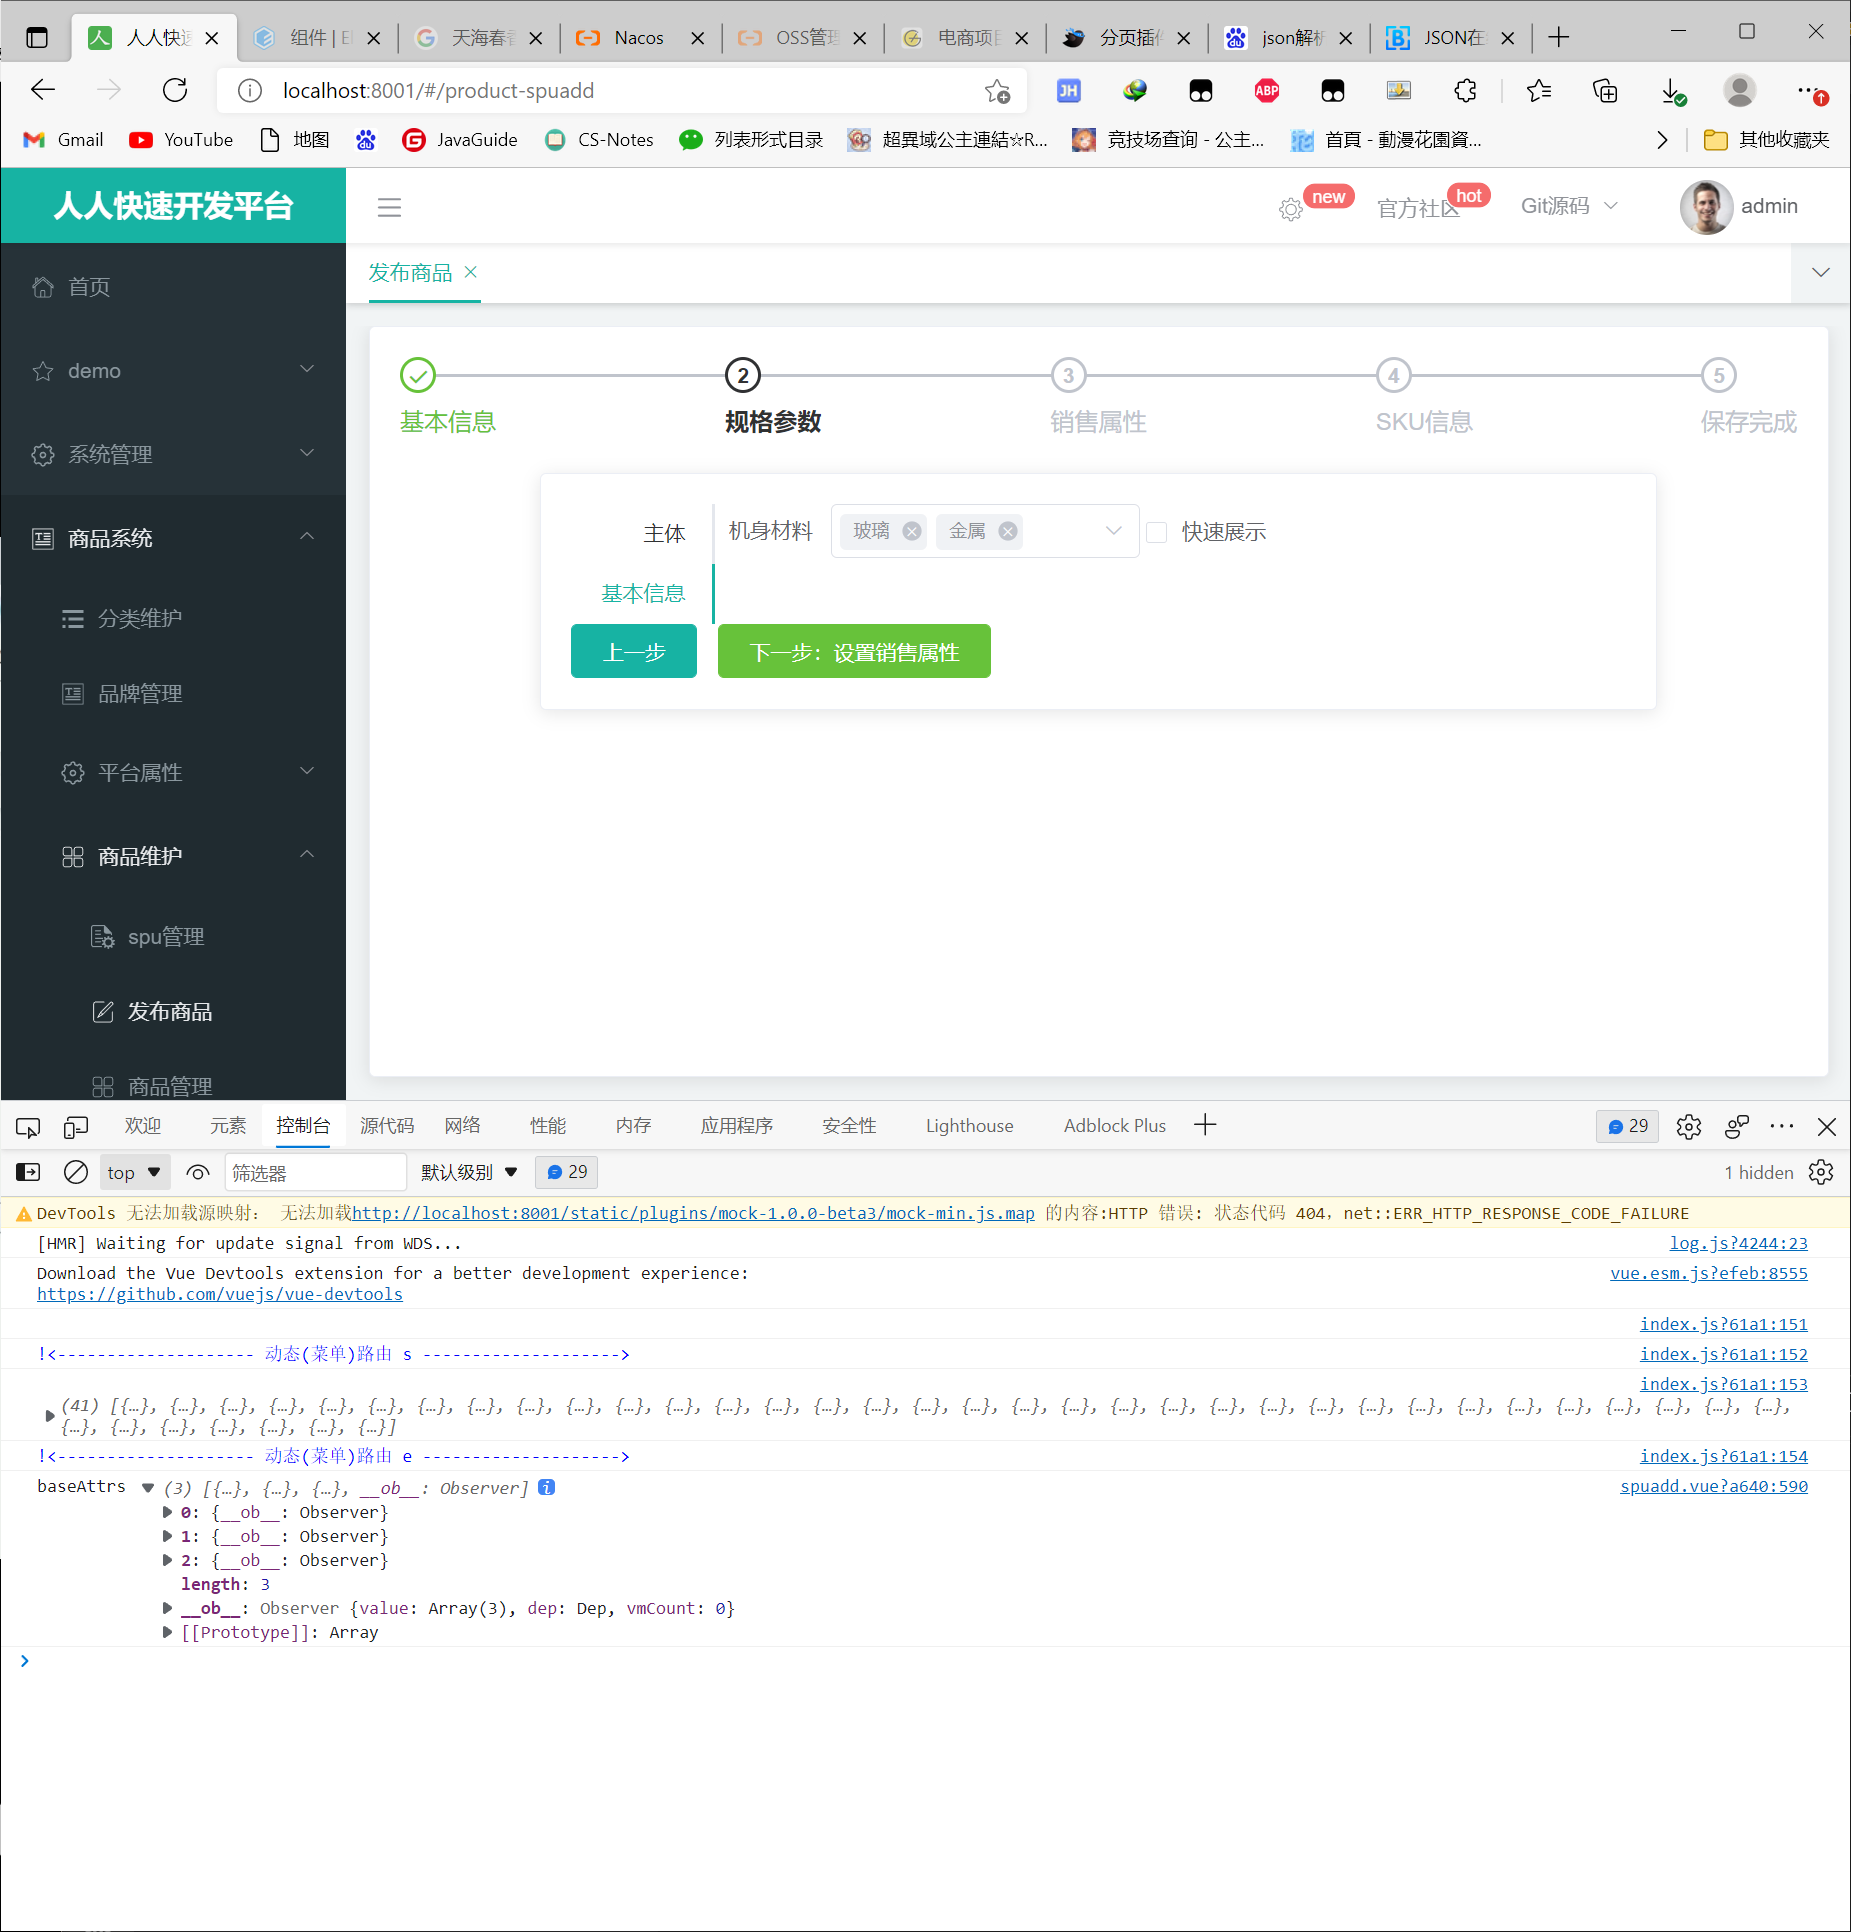 人人快速
组件 | El
天海春香
Nacos
OSS管理
电商项目
分页插件
json解析
JSON在线
localhost:8001/#/product-spuadd
JH
ABP
Gmail
YouTube
地图
JavaGuide
CS-Notes
列表形式目录
超異域公主連結☆R...
竞技场查询 - 公主...
首頁 - 動漫花園資...
其他收藏夹
人人快速开发平台
new
官方社区
hot
Git源码
admin
首页
demo
系统管理
商品系统
分类维护
品牌管理
平台属性
商品维护
spu管理
发布商品
商品管理
发布商品
2
3
4
5
基本信息
规格参数
销售属性
SKU信息
保存完成
主体
机身材料
玻璃
金属
快速展示
基本信息
上一步
下一步：设置销售属性
欢迎
元素
控制台
源代码
网络
性能
内存
应用程序
安全性
Lighthouse
Adblock Plus
29
top
筛选器
默认级别
29
1 hidden
DevTools 无法加载源映射： 无法加载http://localhost:8001/static/plugins/mock-1.0.0-beta3/mock-min.js.map 的内容:HTTP 错误: 状态代码 404，net::ERR_HTTP_RESPONSE_CODE_FAILURE
[HMR] Waiting for update signal from WDS...
log.js?4244:23
Download the Vue Devtools extension for a better development experience:
vue.esm.js?efeb:8555
https://github.com/vuejs/vue-devtools
index.js?61a1:151
!<-------------------- 动态(菜单)路由 s -------------------->
index.js?61a1:152
index.js?61a1:153
(41) [{…}, {…}, {…}, {…}, {…}, {…}, {…}, {…}, {…}, {…}, {…}, {…}, {…}, {…}, {…}, {…}, {…}, {…}, {…}, {…}, {…}, {…}, {…}, {…}, {…}, {…}, {…}, {…}, {…}, {…}, {…}, {…}, {…}, {…},
{…}, {…}, {…}, {…}, {…}, {…}, {…}]
!<-------------------- 动态(菜单)路由 e -------------------->
index.js?61a1:154
baseAttrs (3) [{…}, {…}, {…}, __ob__: Observer]
spuadd.vue?a640:590
0: {__ob__: Observer}
1: {__ob__: Observer}
2: {__ob__: Observer}
length: 3
__ob__: Observer {value: Array(3), dep: Dep, vmCount: 0}
[[Prototype]]: Array